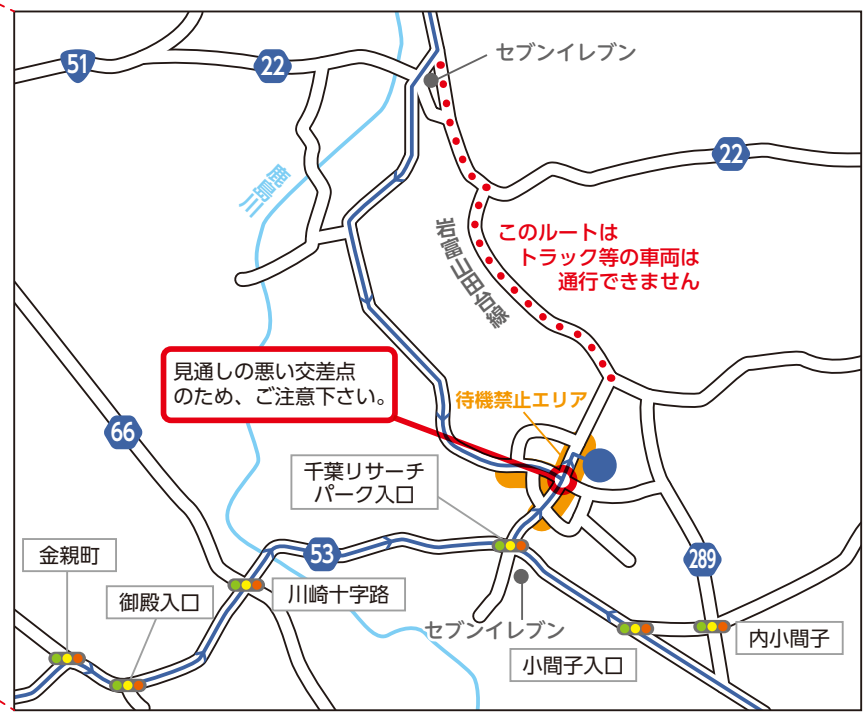 セブンイレブン
51
22
22
鹿島川
岩富山田台線
このルートは
トラック等の車両は
通行できません
見通しの悪い交差点
のため、ご注意下さい。
待機禁止エリア
66
千葉リサーチ
パーク入口
金親町
53
289
御殿入口
川崎十字路
セブンイレブン
内小間子
小間子入口